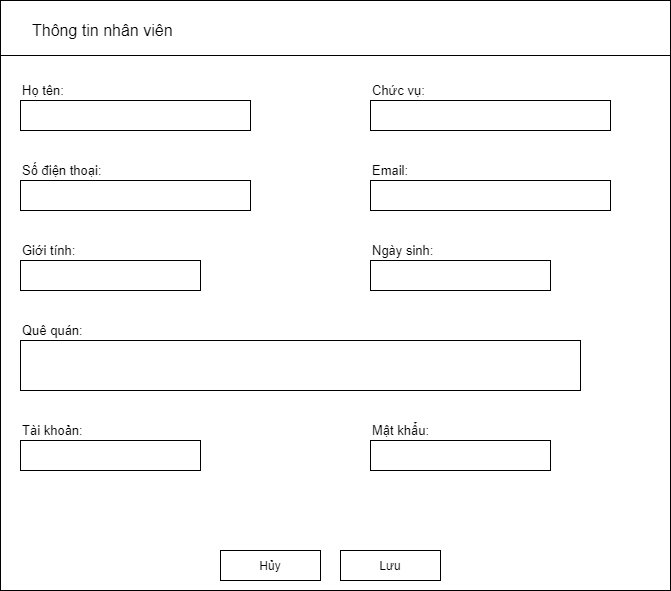 Thông tin nhân viên
Họ tên:
Chức vụ:
Số điện thoại:
Email:
Giới tính:
Ngày sinh:
Quê quán:
Tài khoản:
Mật khẩu:
Hủy
Lưu